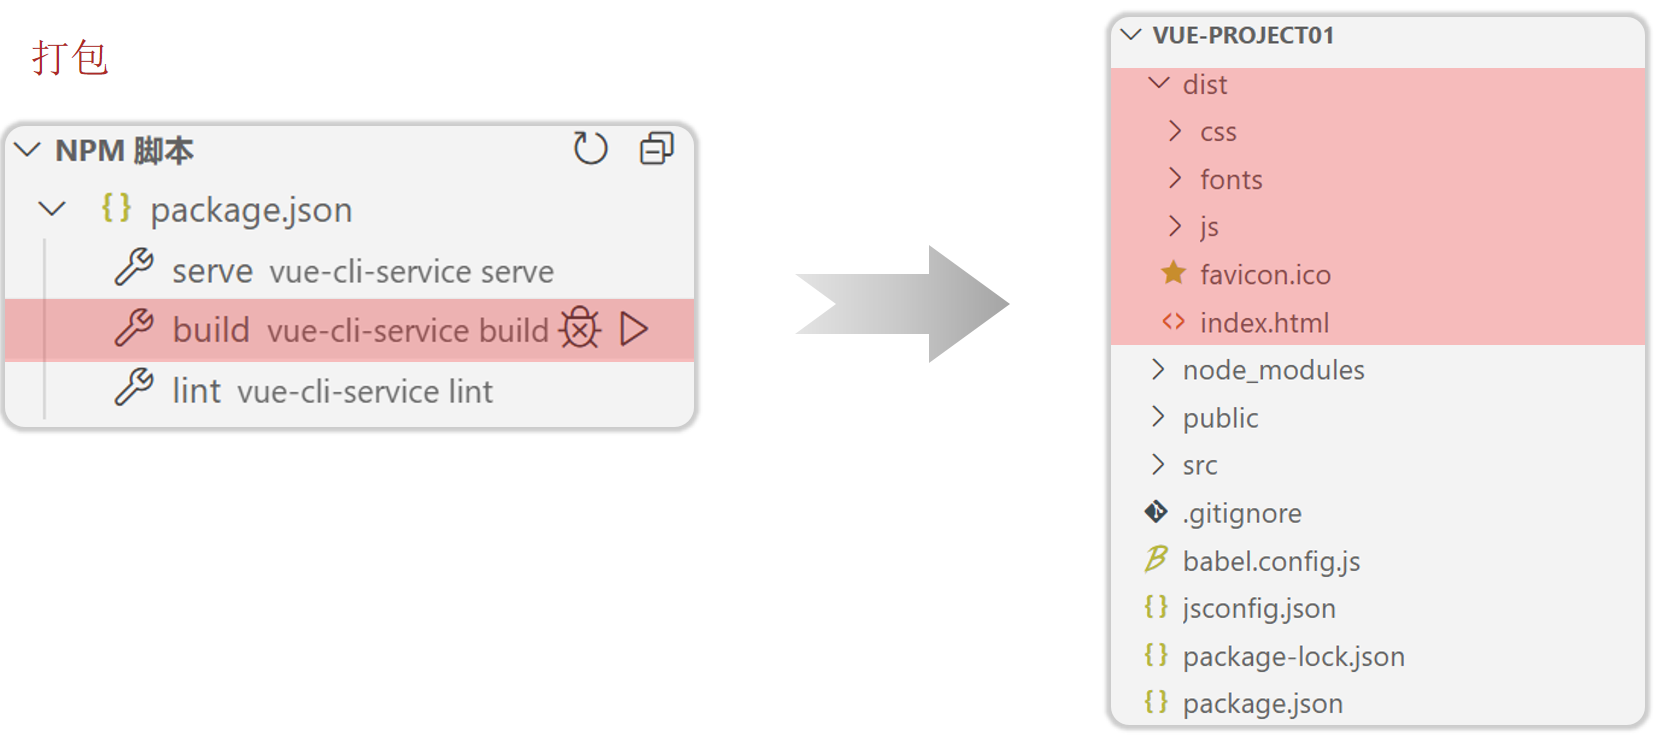 打包
NPM 脚本
package.json
serve vue-cli-service serve
build vue-cli-service build
lint vue-cli-service lint
VUE-PROJECT01
dist
css
fonts
js
favicon.ico
index.html
node_modules
public
src
.gitignore
babel.config.js
jsconfig.json
package-lock.json
package.json